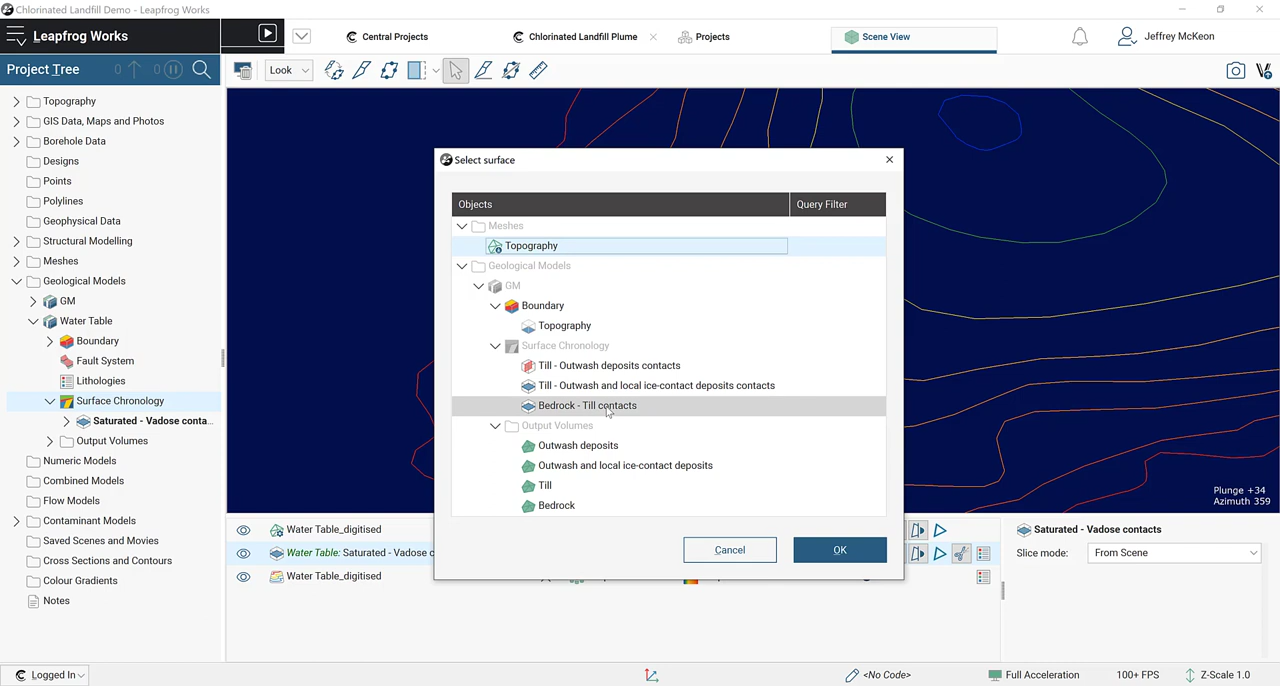 Chlorinated Landfill Demo - Leapfrog Works
Leapfrog Works
Central Projects
Chlorinated Landfill Plume
Projects
Scene View
Jeffrey McKeon
Project Tree
0
0
Look
Topography
GIS Data, Maps and Photos
Borehole Data
Designs
Points
Polylines
Geophysical Data
Structural Modelling
Meshes
Geological Models
GM
Water Table
Boundary
Fault System
Lithologies
Surface Chronology
Saturated - Vadose conta...
Output Volumes
Numeric Models
Combined Models
Flow Models
Contaminant Models
Saved Scenes and Movies
Cross Sections and Contours
Colour Gradients
Notes
Select surface
Objects
Query Filter
Meshes
Topography
Geological Models
GM
Boundary
Topography
Surface Chronology
Till - Outwash deposits contacts
Till - Outwash and local ice-contact deposits contacts
Bedrock - Till contacts
Output Volumes
Outwash deposits
Outwash and local ice-contact deposits
Till
Bedrock
Cancel
OK
Plunge +34
Azimuth 359
Water Table_digitised
Water Table: Saturated - Vadose c
Water Table_digitised
Saturated - Vadose contacts
Slice mode:
From Scene
Logged In
<No Code>
Full Acceleration
100+ FPS
Z-Scale 1.0